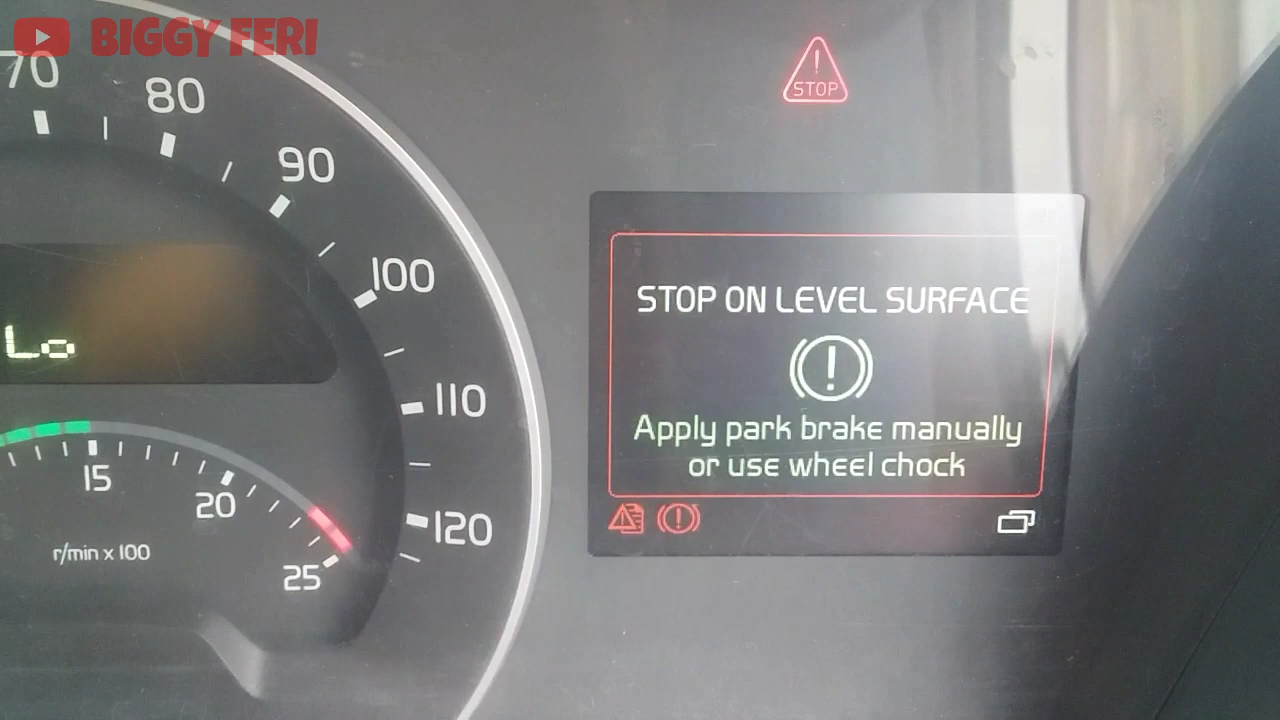 BIGGY FERI
70
80
STOP
90
100
STOP ON LEVEL SURFACE
Lo
110
Apply park brake manually
or use wheel chock
15
20
120
r/min x 100
25